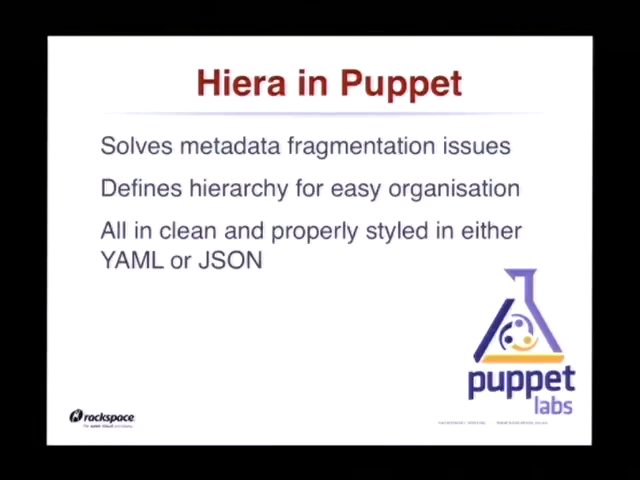 Hiera in Puppet
Solves metadata fragmentation issues
Defines hierarchy for easy organisation
All in clean and properly styled in either
YAML or JSON
puppet
labs
rackspace